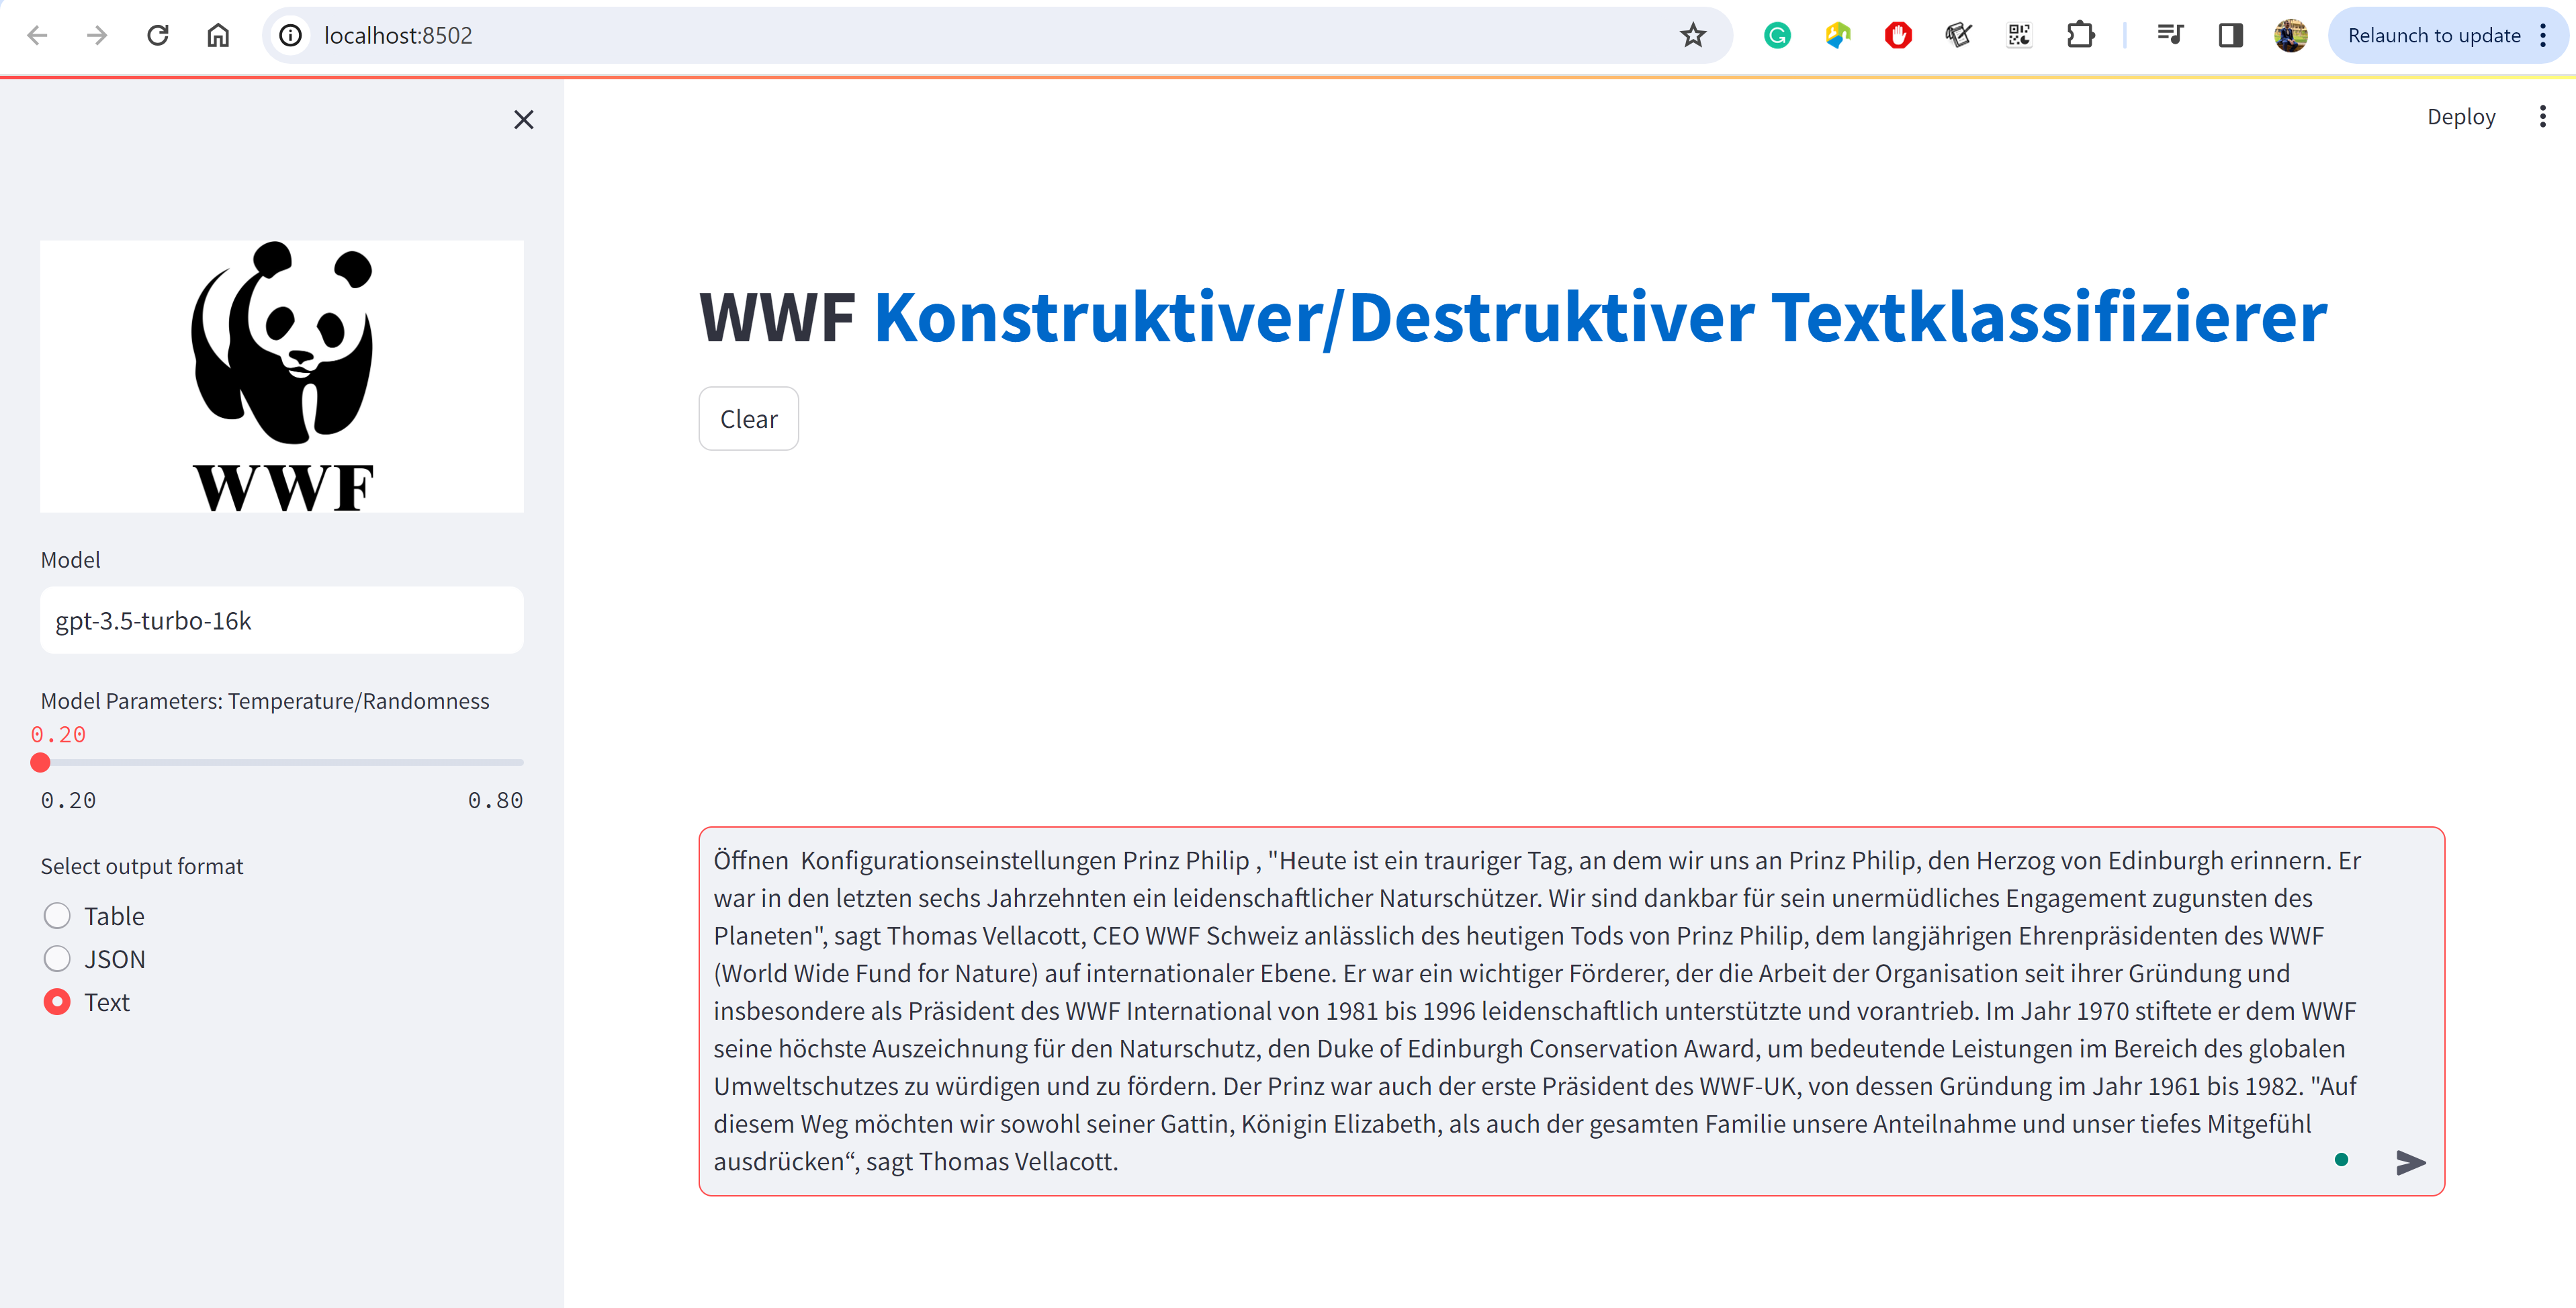 localhost:8502
Relaunch to update
Deploy
WWF
Model
gpt-3.5-turbo-16k
Model Parameters: Temperature/Randomness
0.20
0.20 0.80
Select output format
Table
JSON
Text
WWF Konstruktiver/Destruktiver Textklassifizierer
Clear
Öffnen  Konfigurationseinstellungen Prinz Philip , "Heute ist ein trauriger Tag, an dem wir uns an Prinz Philip, den Herzog von Edinburgh erinnern. Er
war in den letzten sechs Jahrzehnten ein leidenschaftlicher Naturschützer. Wir sind dankbar für sein unermüdliches Engagement zugunsten des
Planeten", sagt Thomas Vellacott, CEO WWF Schweiz anlässlich des heutigen Tods von Prinz Philip, dem langjährigen Ehrenpräsidenten des WWF
(World Wide Fund for Nature) auf internationaler Ebene. Er war ein wichtiger Förderer, der die Arbeit der Organisation seit ihrer Gründung und
insbesondere als Präsident des WWF International von 1981 bis 1996 leidenschaftlich unterstützte und vorantrieb. Im Jahr 1970 stiftete er dem WWF
seine höchste Auszeichnung für den Naturschutz, den Duke of Edinburgh Conservation Award, um bedeutende Leistungen im Bereich des globalen
Umweltschutzes zu würdigen und zu fördern. Der Prinz war auch der erste Präsident des WWF-UK, von dessen Gründung im Jahr 1961 bis 1982. "Auf
diesem Weg möchten wir sowohl seiner Gattin, Königin Elizabeth, als auch der gesamten Familie unsere Anteilnahme und unser tiefes Mitgefühl
ausdrücken“, sagt Thomas Vellacott.